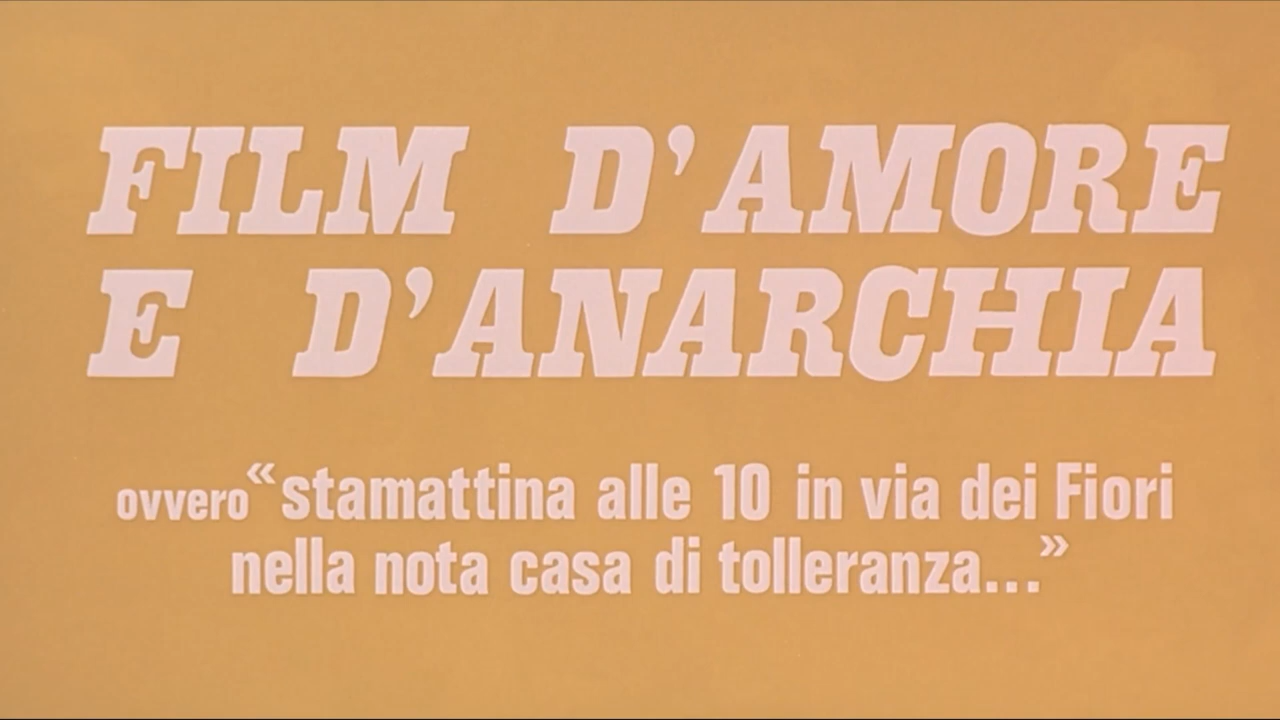 FILM D’AMORE
E D’ANARCHIA
ovvero «stamattina alle 10 in via dei Fiori
nella nota casa di tolleranza...»